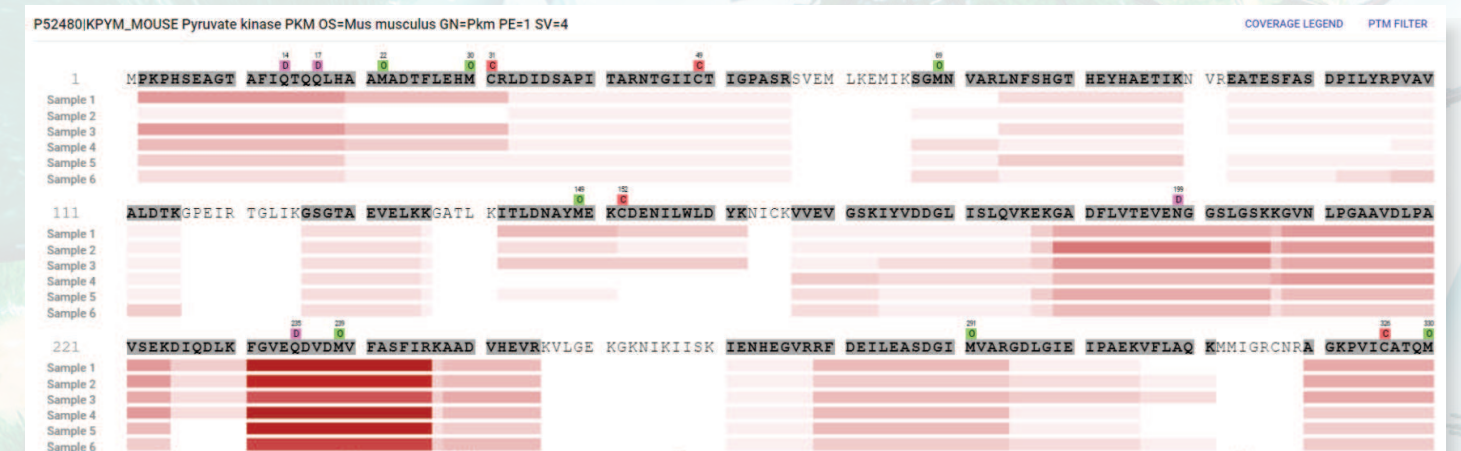 P52480|KPYM_MOUSE Pyruvate kinase PKM OS=Mus musculus GN=Pkm PE=1 SV=4 COVERAGE LEGEND PTM FILTER
14 17 22 30 31 49 69
D D O O C C O
1 MPKPHSEAGT AFIQTQQLHA AMADTFLEHM CRLDIDSAPI TARNTGIICT IGPASRSVEM LKEMIKSGMN VARLNFSHGT HEYHAETIKN VREATESFAS DPILYRPVAV
Sample 1
Sample 2
Sample 3
Sample 4
Sample 5
Sample 6
149 152 199
O C D
111 ALDTKGPEIR TGLIKGSGTA EVELKKGATL KITLDNAYME KCDENILWLD YKNICKVVEV GSKIYVDDGL ISLQVKEKGA DFLVTEVENG GSLGSKKGVN LPGAAVDLPA
Sample 1
Sample 2
Sample 3
Sample 4
Sample 5
Sample 6
235 239 291 326 330
D O O C O
221 VSEKDIQDLK FGVEQDVDMV FASFIRKAAD VHEVRKVLGE KGKNIKIISK IENHEGVRRF DEILEASDGI MVARGDLGIE IPAEKVFLAQ KMMIGRCNRA GKPVICATQM
Sample 1
Sample 2
Sample 3
Sample 4
Sample 5
Sample 6